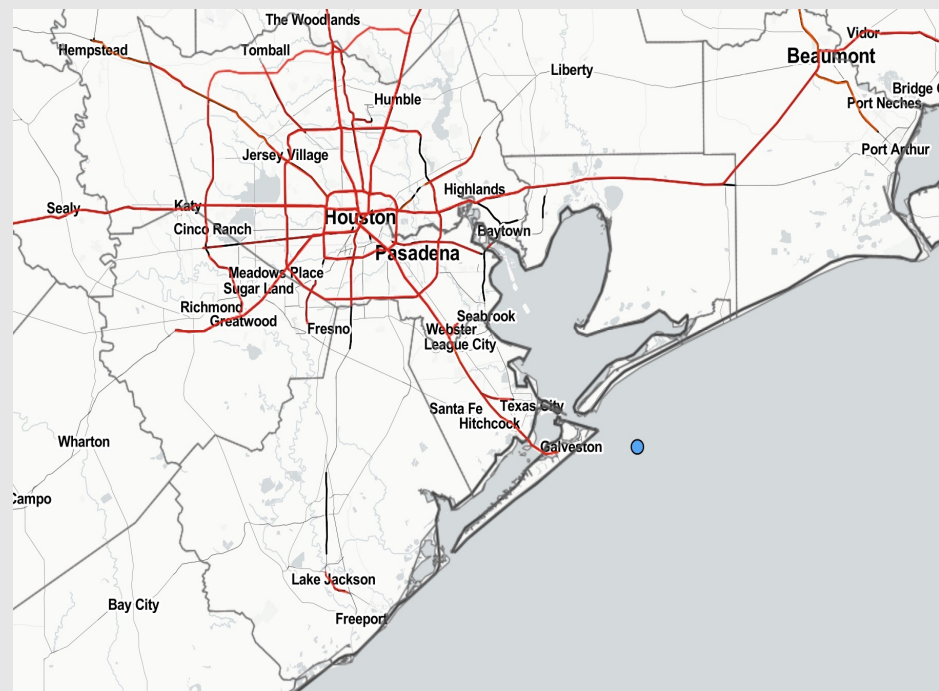 The Woodlands
Vidor
Hempstead
Tomball
Beaumont
Liberty
Bridge
Humble
Port Neches
Port Arthur
Jersey Village
Highlands
Katy
Sealy
Houston
Cinco Ranch
Baytown
Pasadena
Meadows Place
Sugar Land
Richmond
Greatwood
Seabrook
Fresno
Webster
League City
Santa Fe
Texas City
Hitchcock
Wharton
Galveston
Campo
Lake Jackson
Bay City
Freeport